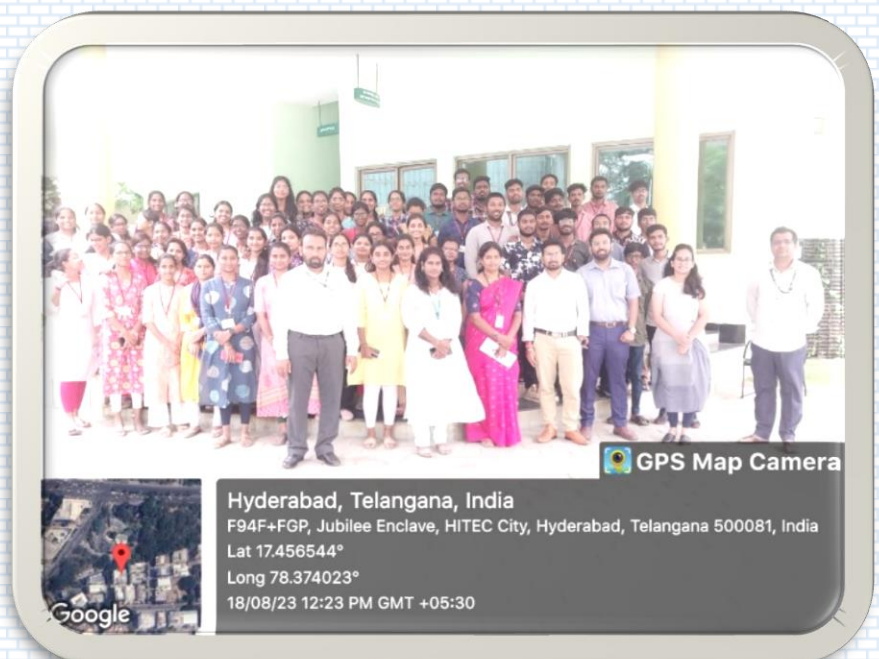 GPS Map Camera
Hyderabad, Telangana, India
F94F+FGP, Jubilee Enclave, HITEC City, Hyderabad, Telangana 500081, India
Lat 17.456544°
Long 78.374023°
18/08/23 12:23 PM GMT +05:30
Google